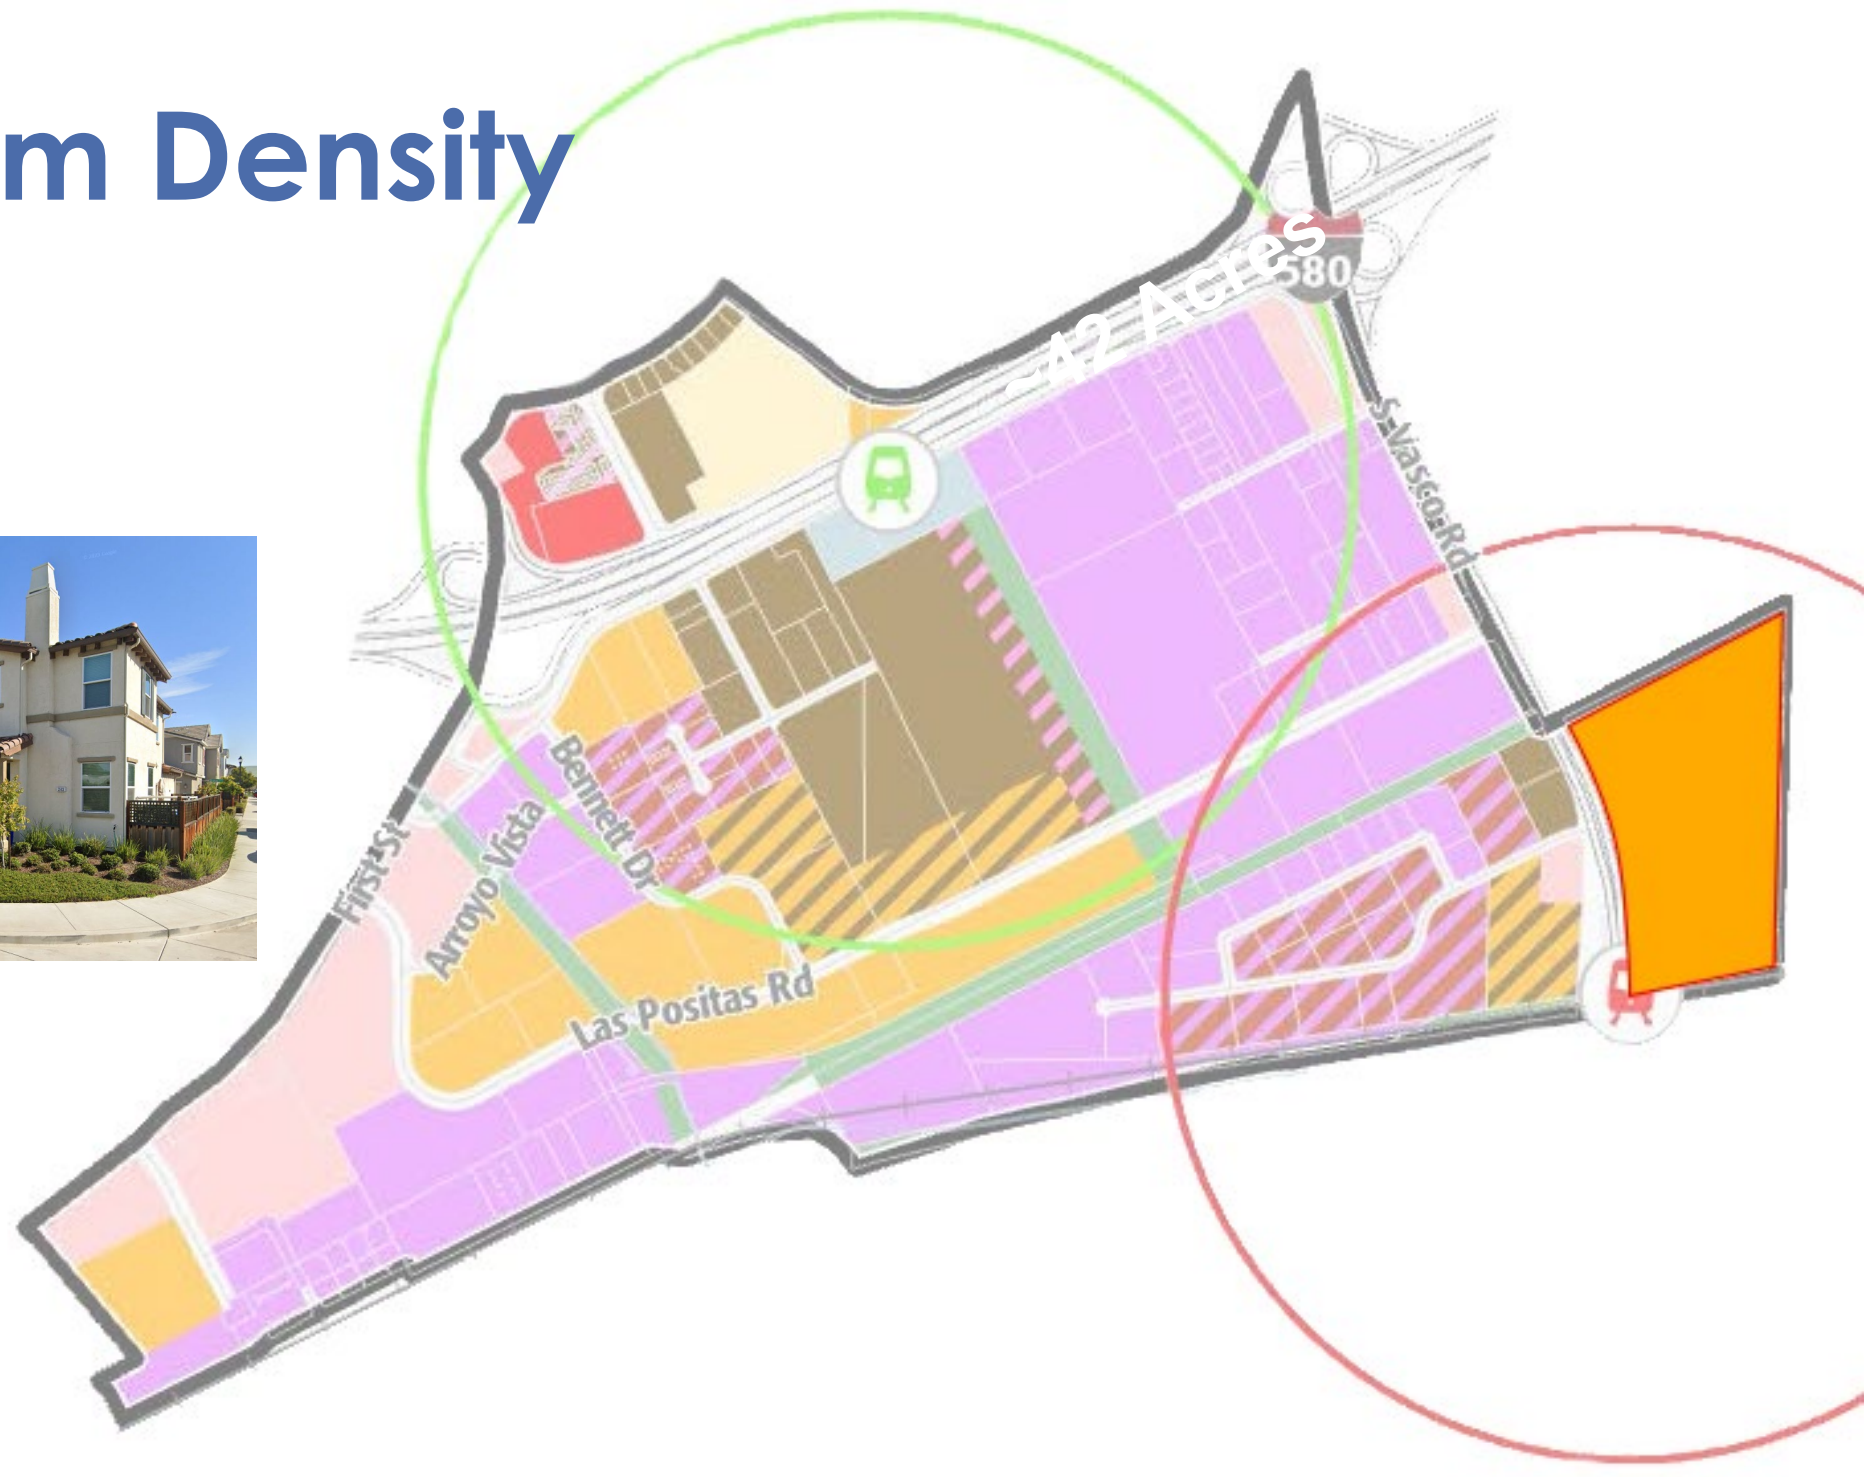 m Density
~42 Acres
580
S. Vasco Rd
Bennett Dr
Arroyo Vista
First St
Las Positas Rd